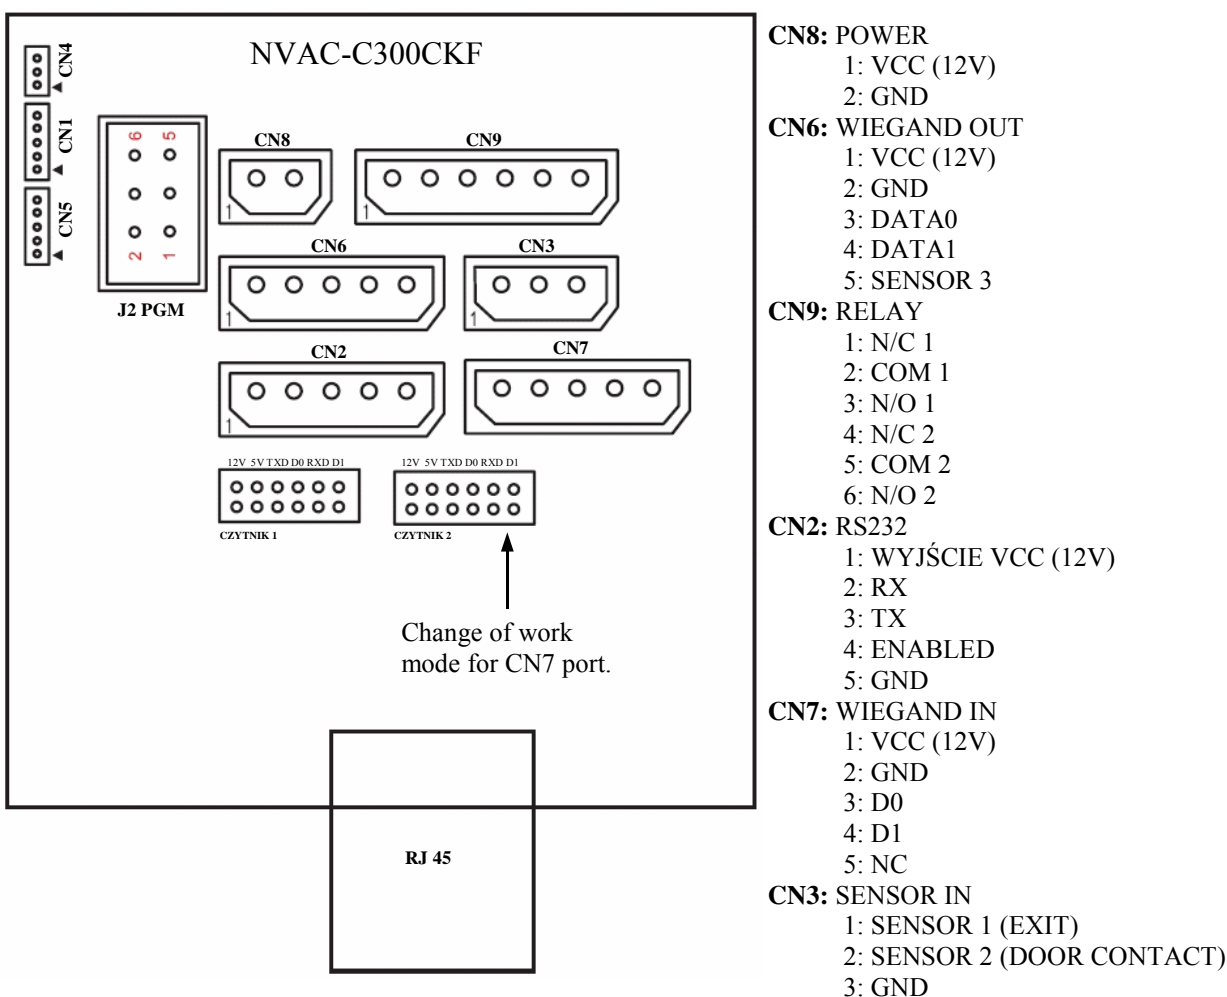 NVAC-C300CKF
CN4
CN1
CN5
6 5
2 1
J2 PGM
CN8
1
CN9
1
CN6
1
CN3
1
CN2
1
CN7
1
12V 5V TXD D0 RXD D1
CZYTNIK 1
12V 5V TXD D0 RXD D1
CZYTNIK 2
Change of work
mode for CN7 port.
RJ 45
CN8: POWER
1: VCC (12V)
2: GND
CN6: WIEGAND OUT
1: VCC (12V)
2: GND
3: DATA0
4: DATA1
5: SENSOR 3
CN9: RELAY
1: N/C 1
2: COM 1
3: N/O 1
4: N/C 2
5: COM 2
6: N/O 2
CN2: RS232
1: WYJŚCIE VCC (12V)
2: RX
3: TX
4: ENABLED
5: GND
CN7: WIEGAND IN
1: VCC (12V)
2: GND
3: D0
4: D1
5: NC
CN3: SENSOR IN
1: SENSOR 1 (EXIT)
2: SENSOR 2 (DOOR CONTACT)
3: GND